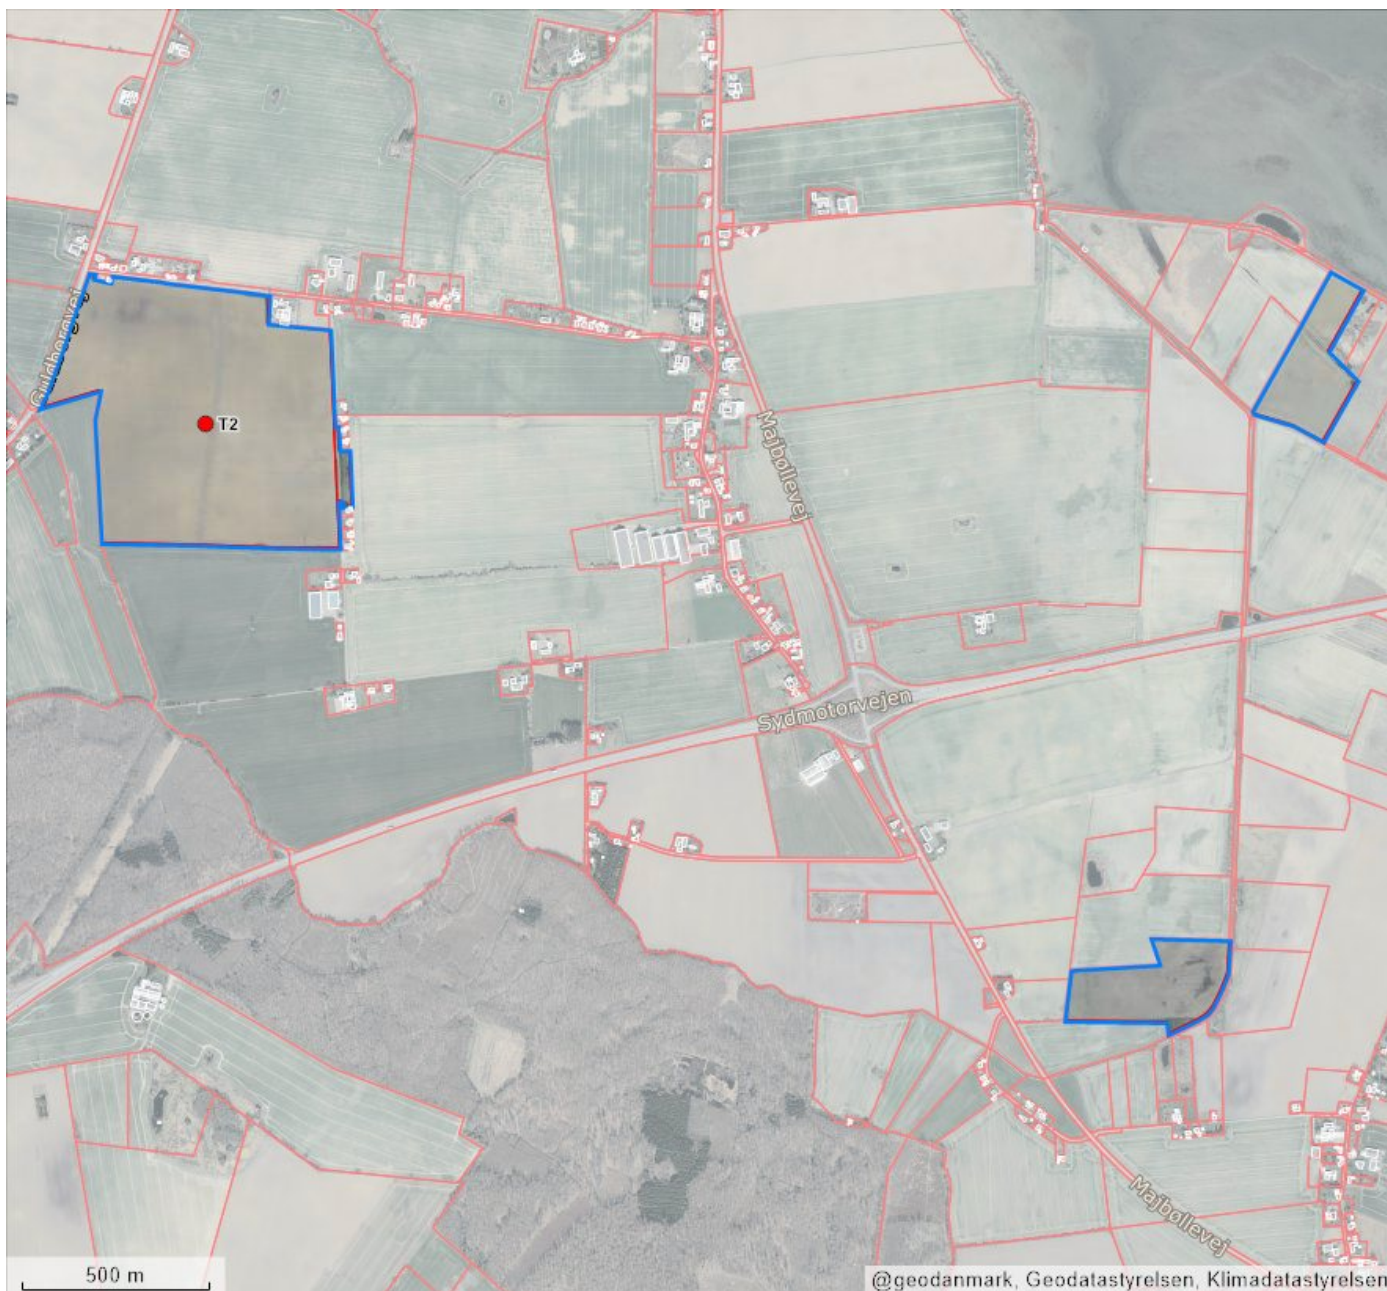 Guldborgvej
T2
Majbøllevej
Sydmotorvejen
Majbøllevej
500 m
@geodanmark, Geodatastyrelsen, Klimadatastyrelsen